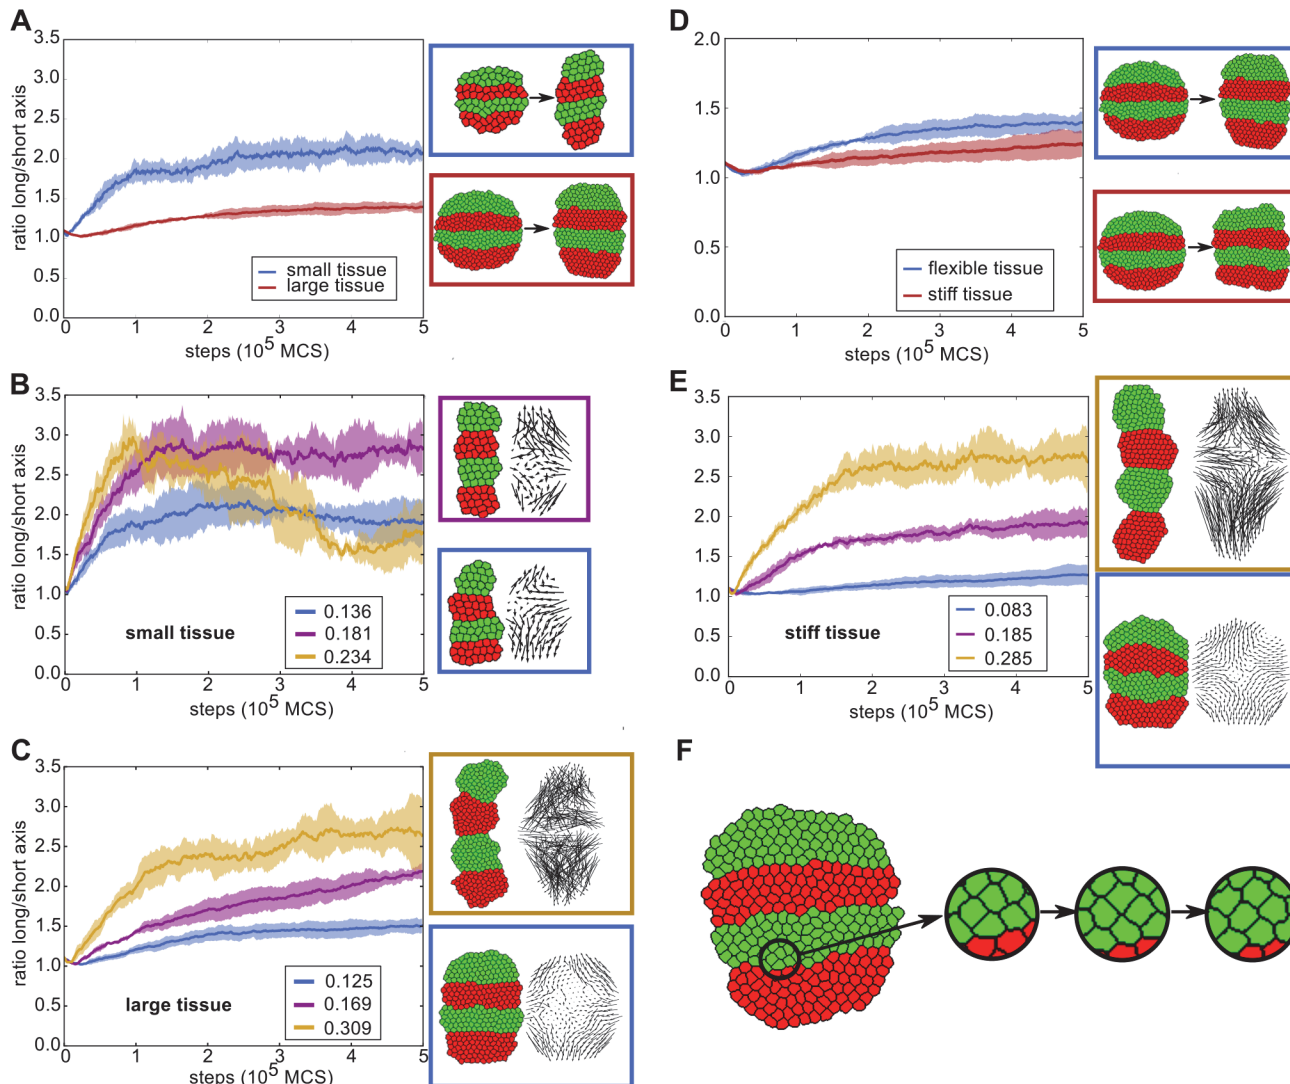 A
ratio long/short axis
3.5
3.0
2.5
2.0
1.5
1.0
0.5
0.0
0 1 2 3 4 5
steps (10^5 MCS)
small tissue
large tissue
B
ratio long/short axis
3.5
3.0
2.5
2.0
1.5
1.0
0.5
0.0
0 1 2 3 4 5
steps (10^5 MCS)
small tissue
0.136
0.181
0.234
C
ratio long/short axis
3.5
3.0
2.5
2.0
1.5
1.0
0.5
0.0
0 1 2 3 4 5
steps (10^5 MCS)
large tissue
0.125
0.169
0.309
D
2.0
1.5
1.0
0.5
0.0
0 1 2 3 4 5
steps (10^5 MCS)
flexible tissue
stiff tissue
E
3.5
3.0
2.5
2.0
1.5
1.0
0.5
0.0
0 1 2 3 4 5
steps (10^5 MCS)
stiff tissue
0.083
0.185
0.285
F